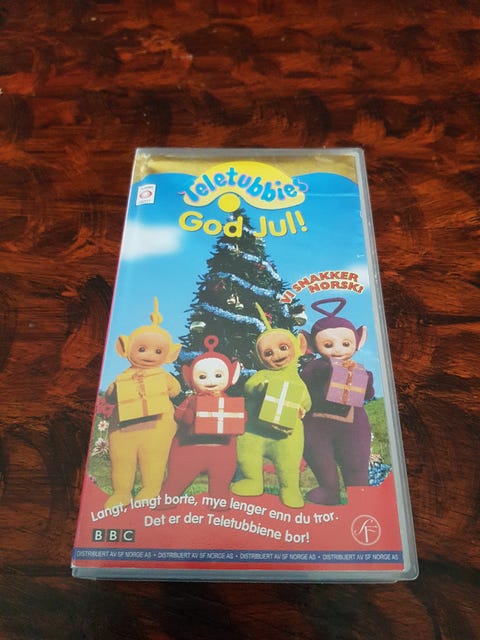 Teletubbies
God Jul!
VI SNAKKER
NORSK!
Langt, langt borte, mye lenger enn du tror.
Det er der Teletubbiene bor!
BBC
SF
DISTRIBUERT AV SF NORGE AS • DISTRIBUERT AV SF NORGE AS • DISTRIBUERT AV SF NORGE AS • DISTRIBUERT AV SF NORGE AS